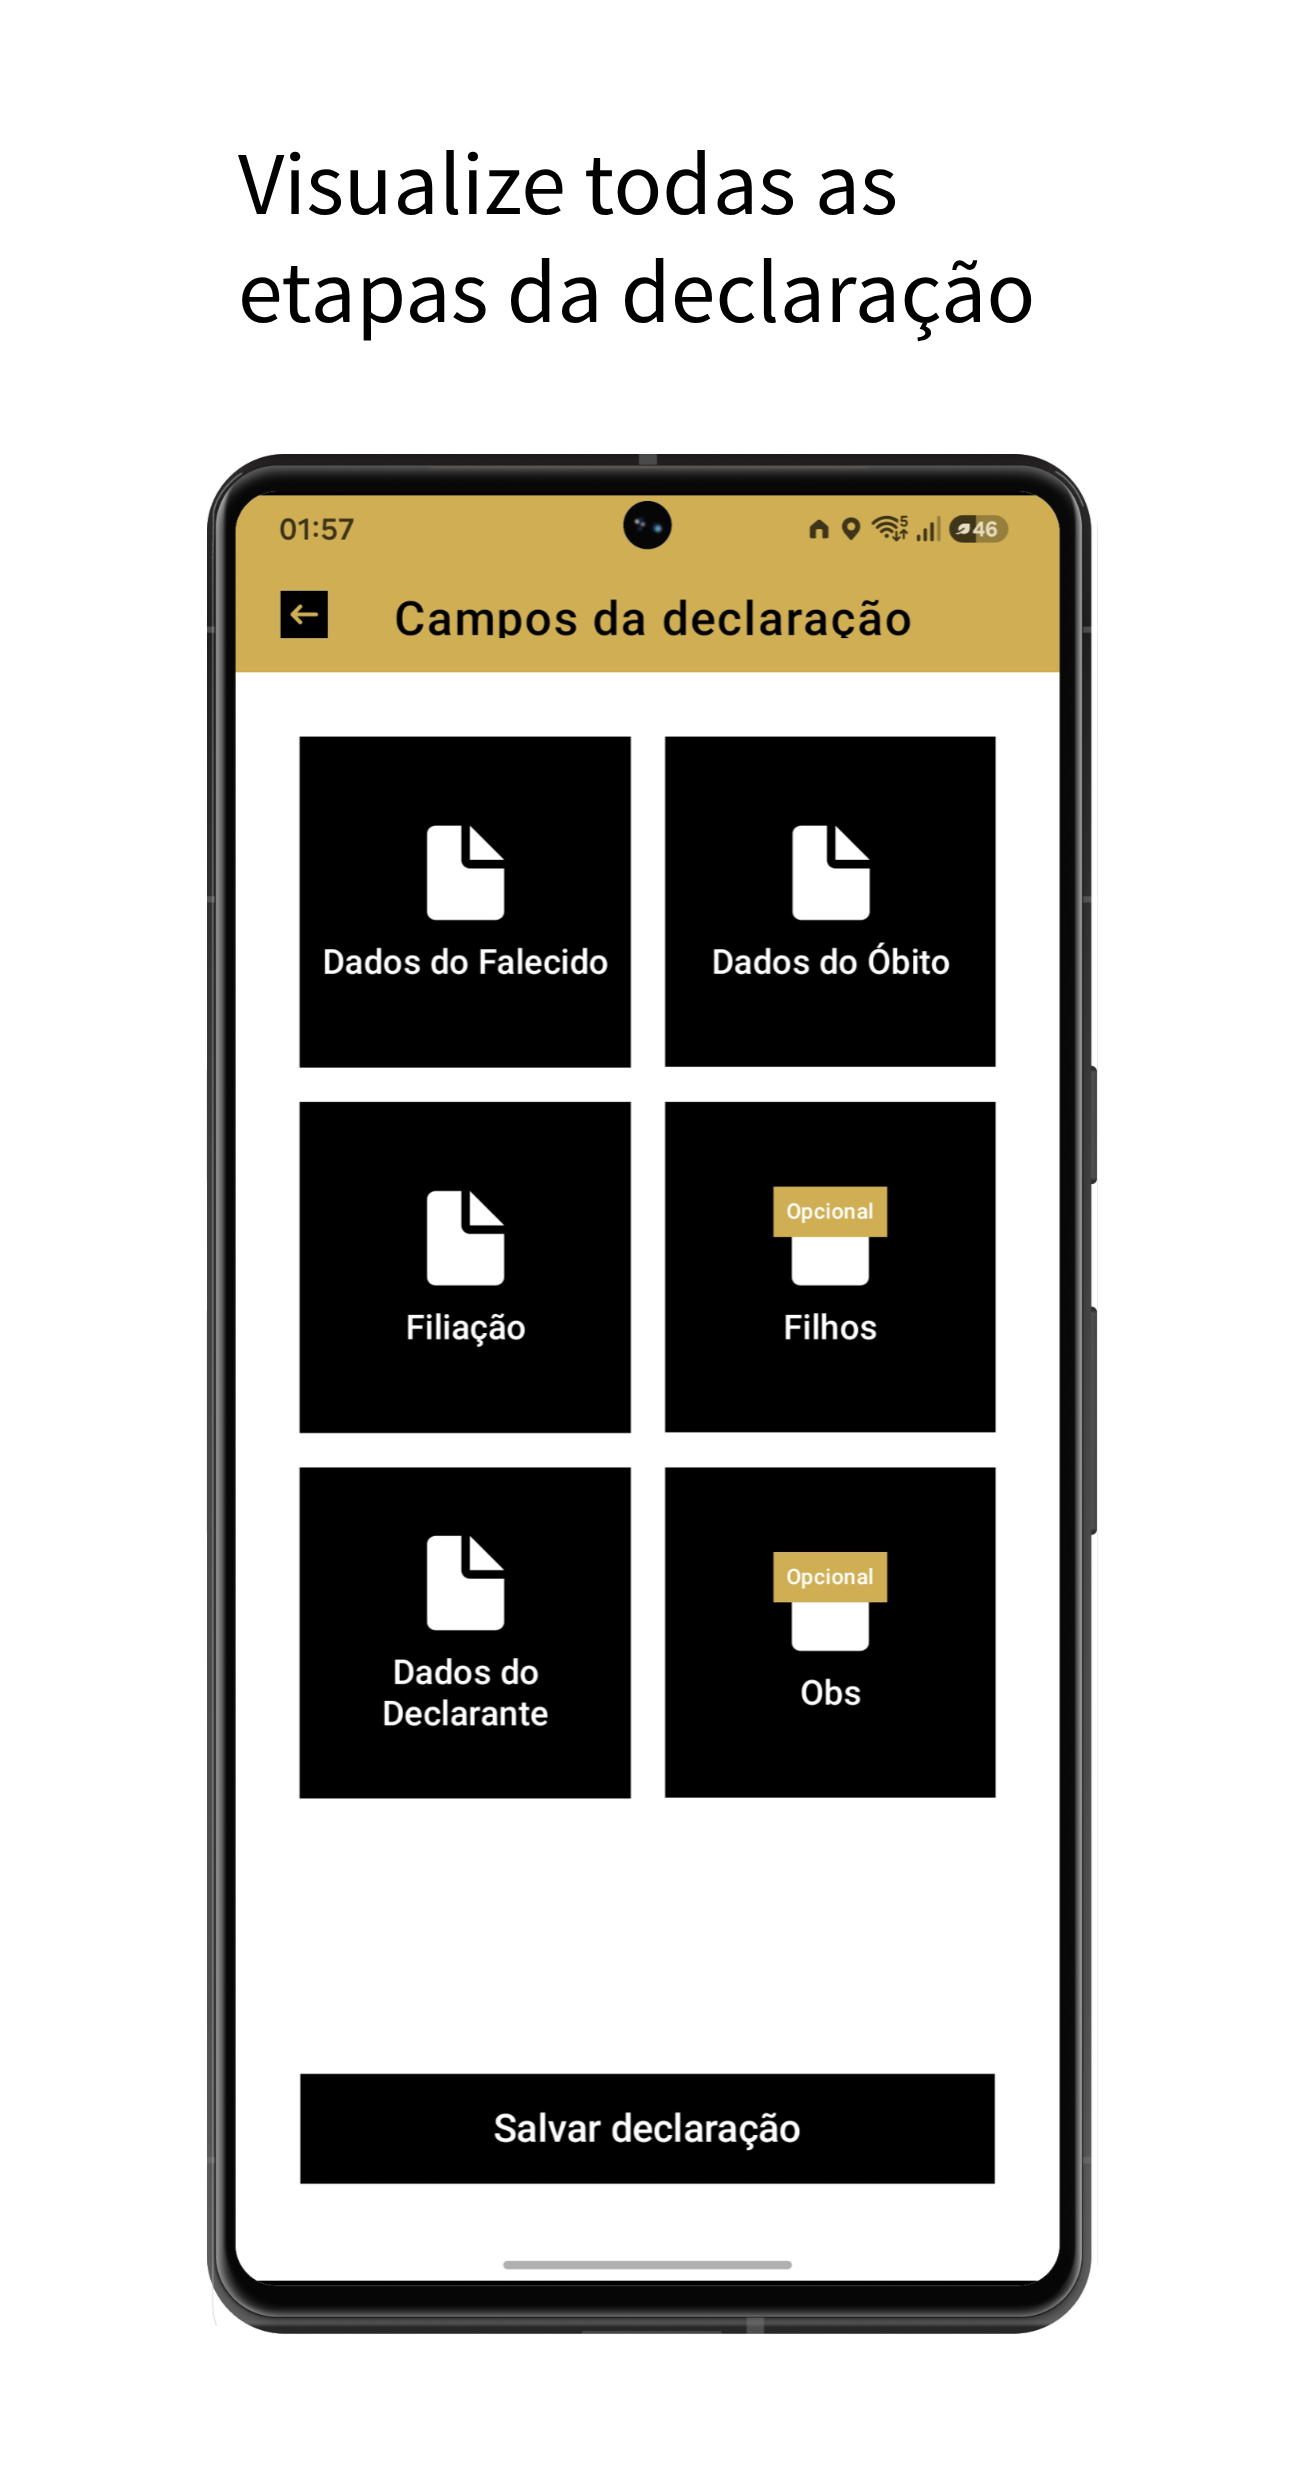 Visualize todas as
etapas da declaração
01:57
5
46
Campos da declaração
Dados do Falecido
Dados do Óbito
Filiação
Opcional
Filhos
Dados do
Declarante
Opcional
Obs
Salvar declaração